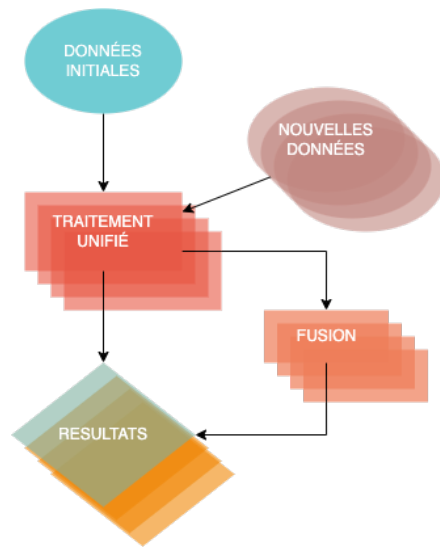 DONNÉES
INITIALES
NOUVELLES
DONNÉES
TRAITEMENT
UNIFIÉ
FUSION
RESULTATS